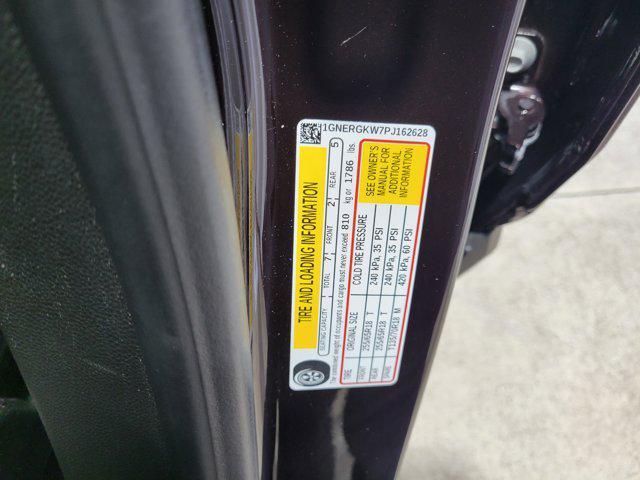 1GNERGKW7PJ162628
TIRE AND LOADING INFORMATION
SEATING CAPACITY TOTAL 7 FRONT 2 REAR 5
The combined weight of occupants and cargo must never exceed 810 kg or 1786 lbs.
TIRE ORIGINAL SIZE COLD TIRE PRESSURE
FRONT 255/65R18 T 240 kPa, 35 PSI
REAR 255/65R18 T 240 kPa, 35 PSI
SPARE T135/70R18 M 420 kPa, 60 PSI
SEE OWNER'S
MANUAL FOR
ADDITIONAL
INFORMATION